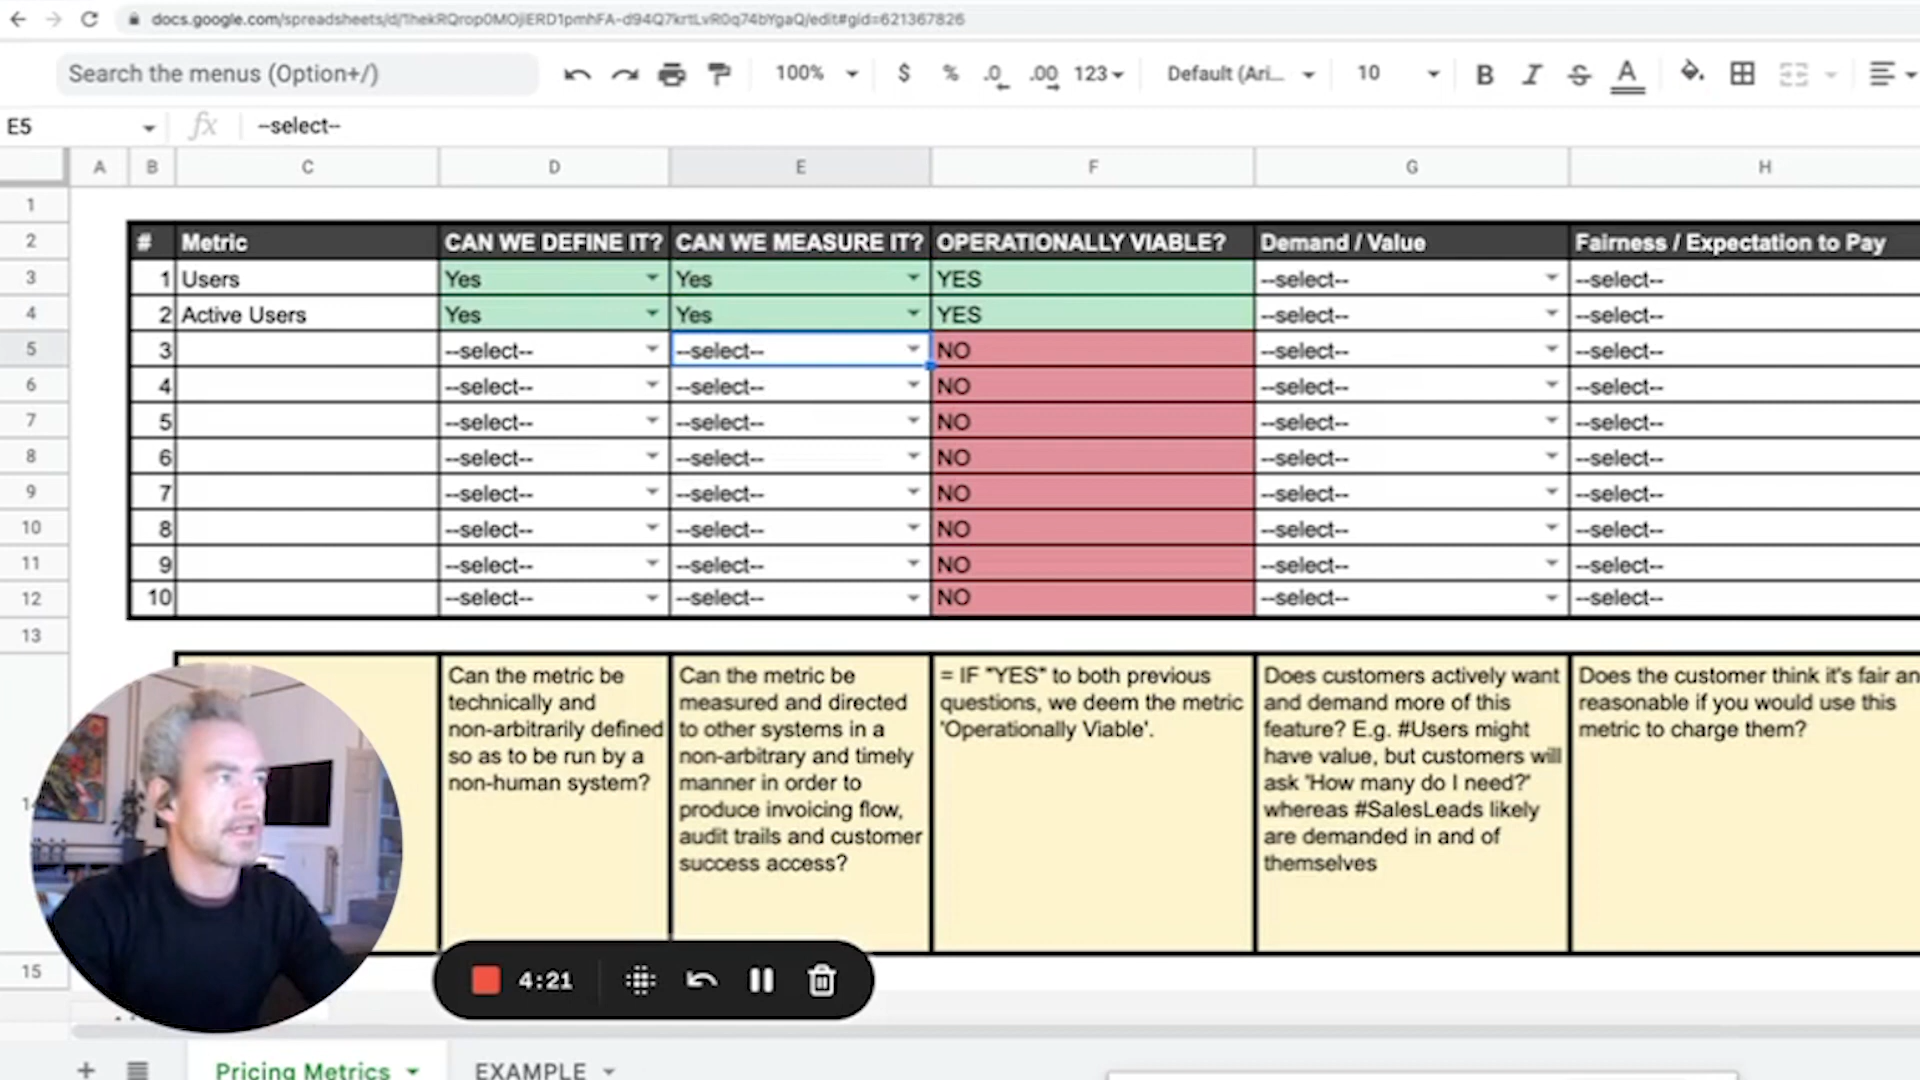 docs.google.com/spreadsheets/d/1hekRQrop0MOjiERD1pmhFA-d94Q7krtLvR0q74bYgaQ/edit#gid=621367826
Search the menus (Option+/) 100% $ % .0 .00 123 Default (Ari... 10 B I S A
E5 fx --select--
A B C D E F G H
1
2 # Metric CAN WE DEFINE IT? CAN WE MEASURE IT? OPERATIONALLY VIABLE? Demand / Value Fairness / Expectation to Pay
3 1 Users Yes Yes YES --select-- --select--
4 2 Active Users Yes Yes YES --select-- --select--
5 3 --select-- --select-- NO --select-- --select--
6 4 --select-- --select-- NO --select-- --select--
7 5 --select-- --select-- NO --select-- --select--
8 6 --select-- --select-- NO --select-- --select--
9 7 --select-- --select-- NO --select-- --select--
10 8 --select-- --select-- NO --select-- --select--
11 9 --select-- --select-- NO --select-- --select--
12 10 --select-- --select-- NO --select-- --select--
13
Can the metric be
technically and
non-arbitrarily defined
so as to be run by a
non-human system?
Can the metric be
measured and directed
to other systems in a
non-arbitrary and timely
manner in order to
produce invoicing flow,
audit trails and customer
success access?
= IF "YES" to both previous
questions, we deem the metric
'Operationally Viable'.
Does customers actively want
and demand more of this
feature? E.g. #Users might
have value, but customers will
ask 'How many do I need?'
whereas #SalesLeads likely
are demanded in and of
themselves
Does the customer think it's fair an
reasonable if you would use this
metric to charge them?
15
4:21
Pricing Metrics EXAMPLE